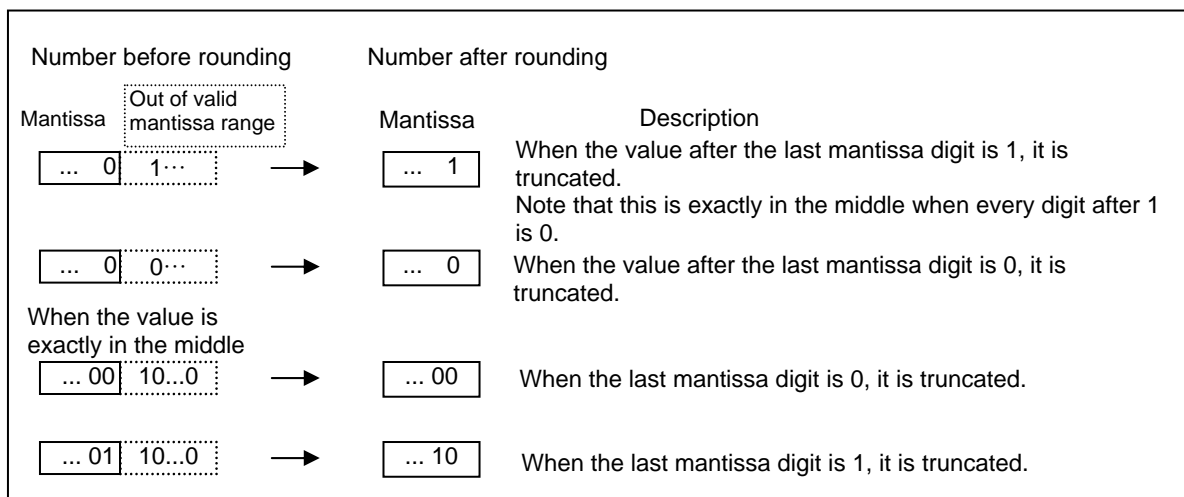 Number before rounding Number after rounding
Out of valid
Mantissa mantissa range Mantissa Description
... 0 1··· ... 1 When the value after the last mantissa digit is 1, it is
truncated.
Note that this is exactly in the middle when every digit after 1
is 0.
... 0 0··· ... 0 When the value after the last mantissa digit is 0, it is
truncated.
When the value is
exactly in the middle
... 00 10...0 ... 00 When the last mantissa digit is 0, it is truncated.
... 01 10...0 ... 10 When the last mantissa digit is 1, it is truncated.